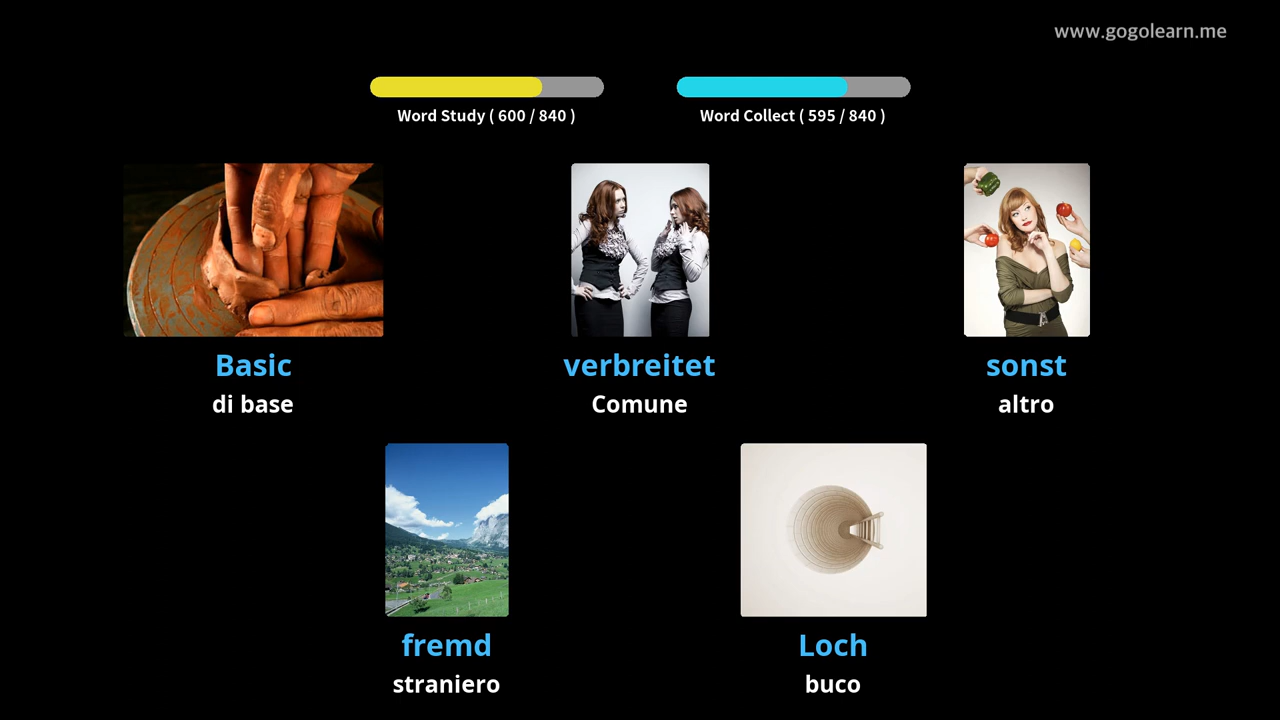 www.gogolearn.me
Word Study ( 600 / 840 )
Word Collect ( 595 / 840 )
Basic
di base
verbreitet
Comune
sonst
altro
fremd
straniero
Loch
buco